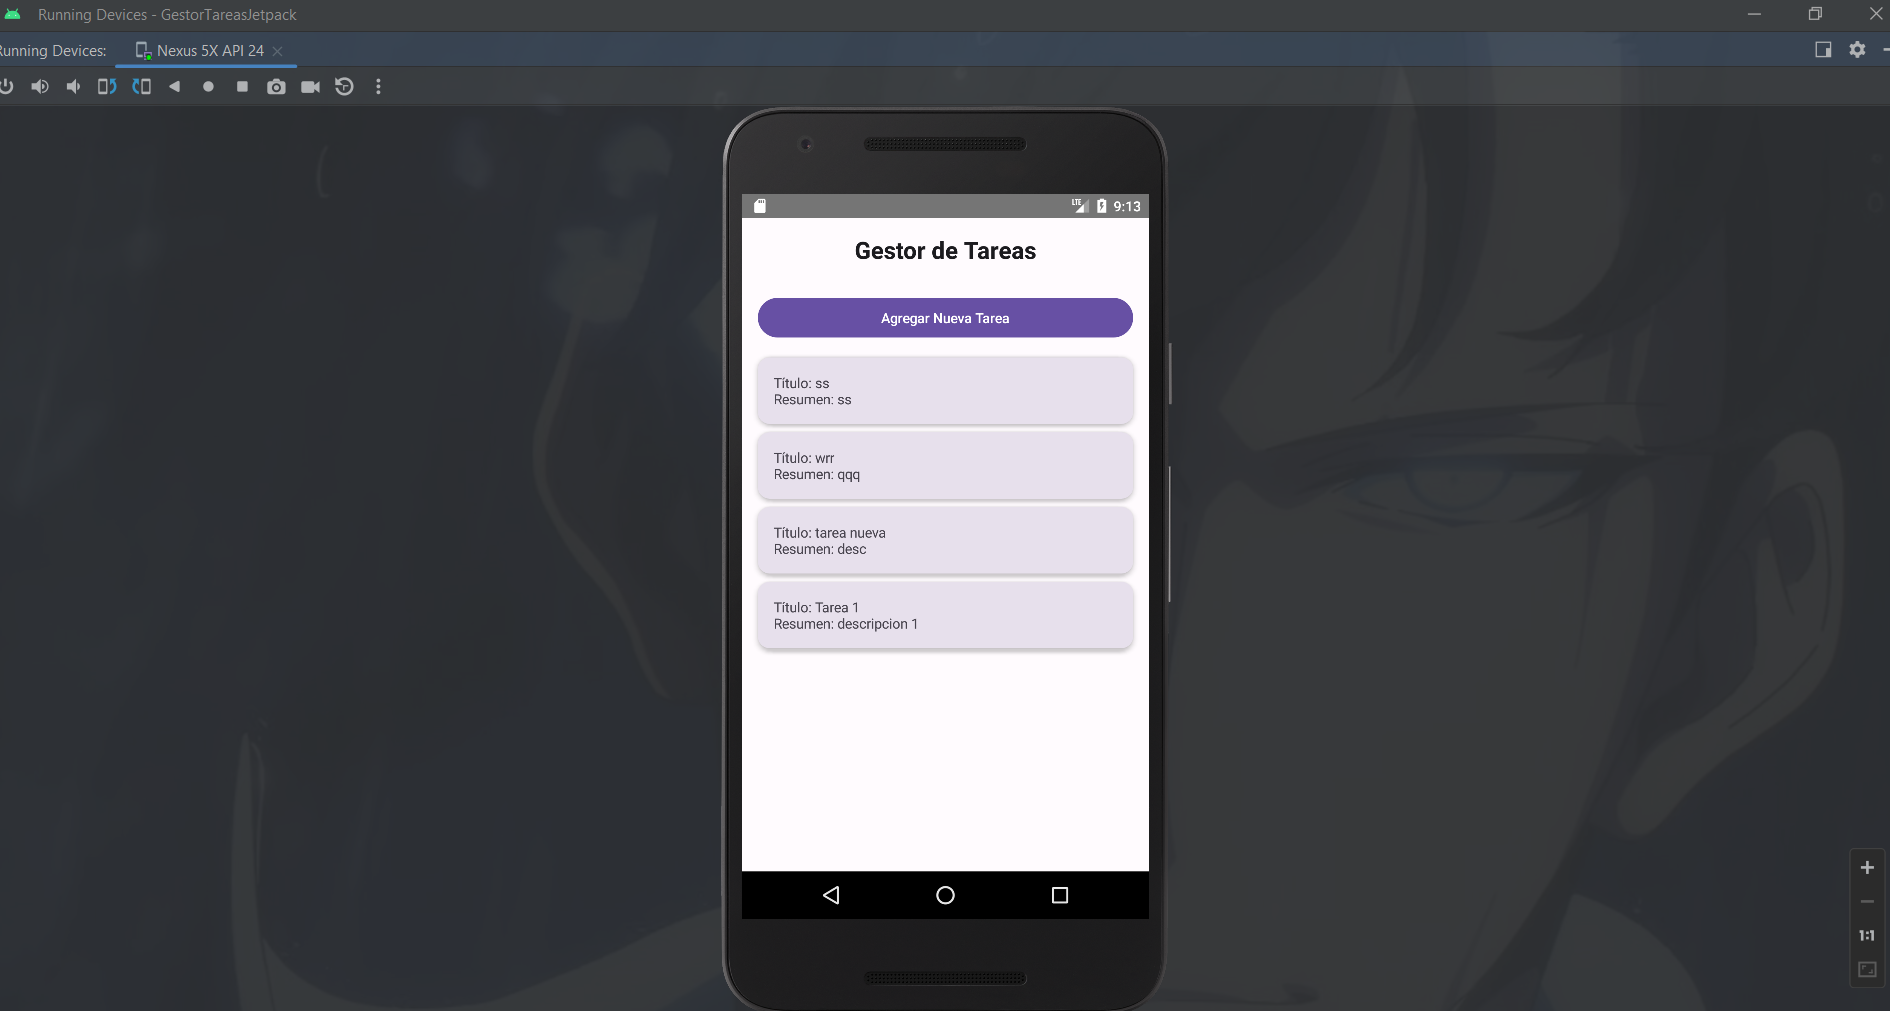 Running Devices - GestorTareasJetpack
Running Devices:
Nexus 5X API 24
LTE
9:13
Gestor de Tareas
Agregar Nueva Tarea
Título: ss
Resumen: ss
Título: wrr
Resumen: qqq
Título: tarea nueva
Resumen: desc
Título: Tarea 1
Resumen: descripcion 1
1:1